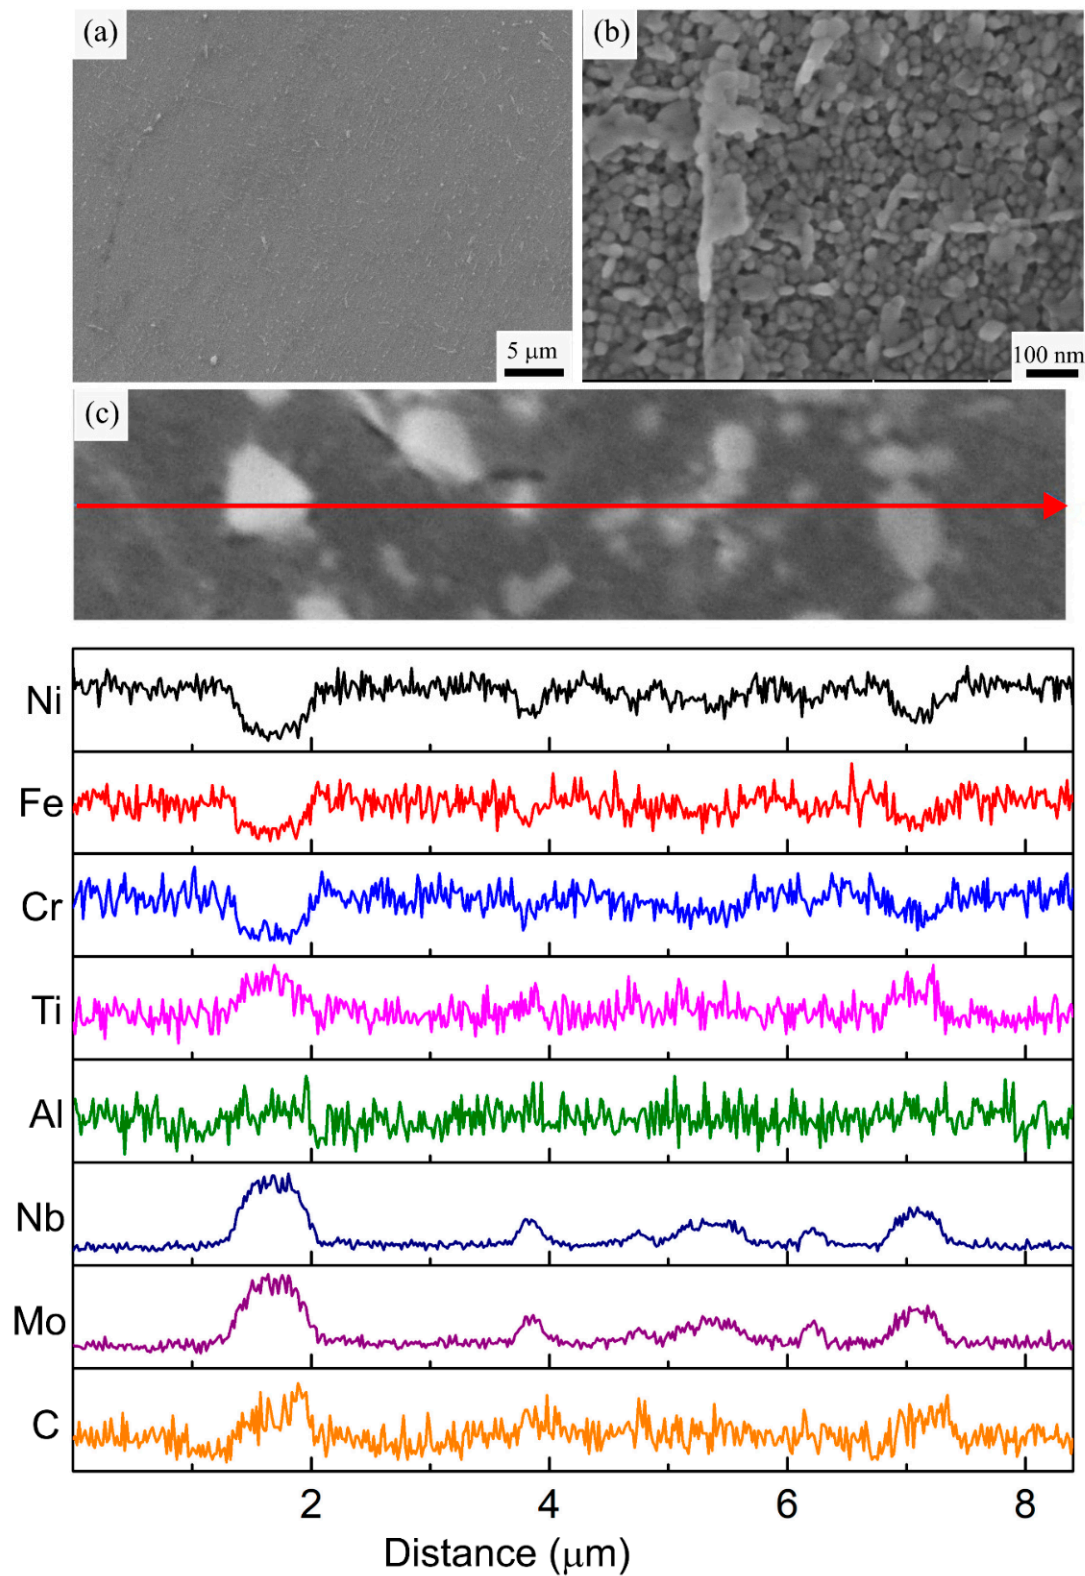 (a)
5 μm
(b)
100 nm
(c)
Ni
Fe
Cr
Ti
Al
Nb
Mo
C
2 4 6 8
Distance (μm)